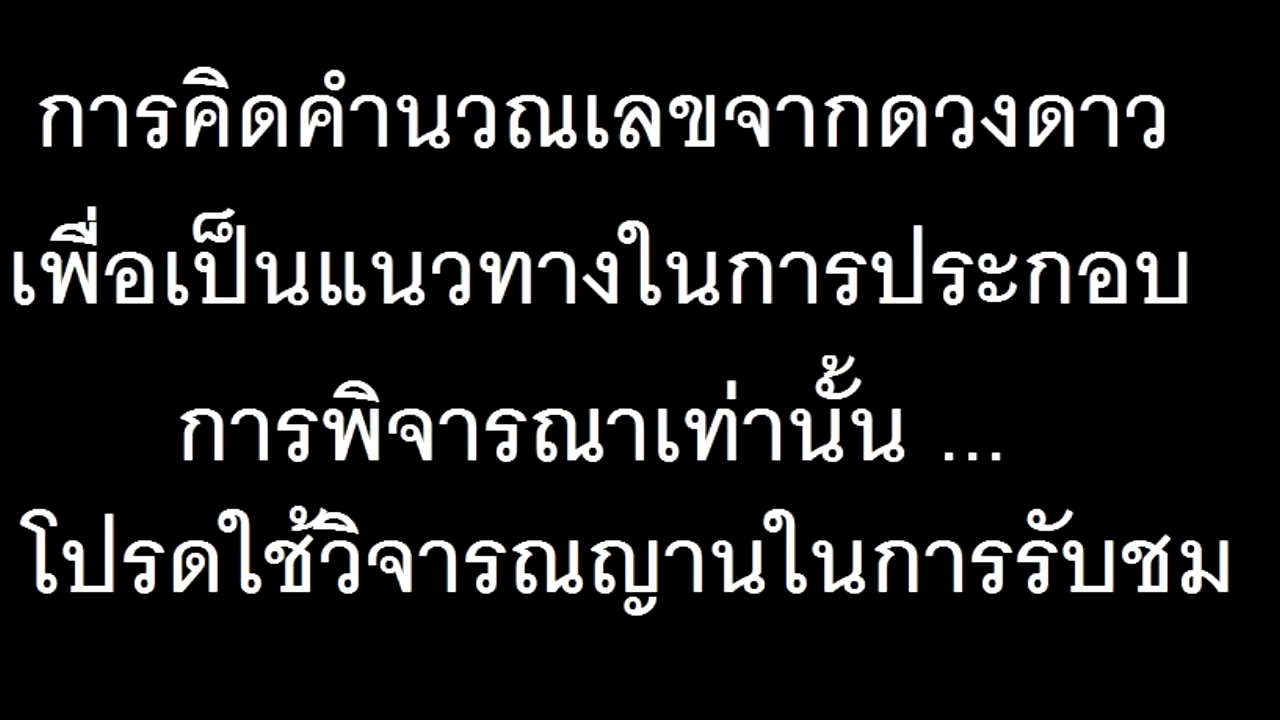 การคิดคำนวณเลขจากดวงดาว
เพื่อเป็นแนวทางในการประกอบ
การพิจารณาเท่านั้น ...
โปรดใช้วิจารณญานในการรับชม